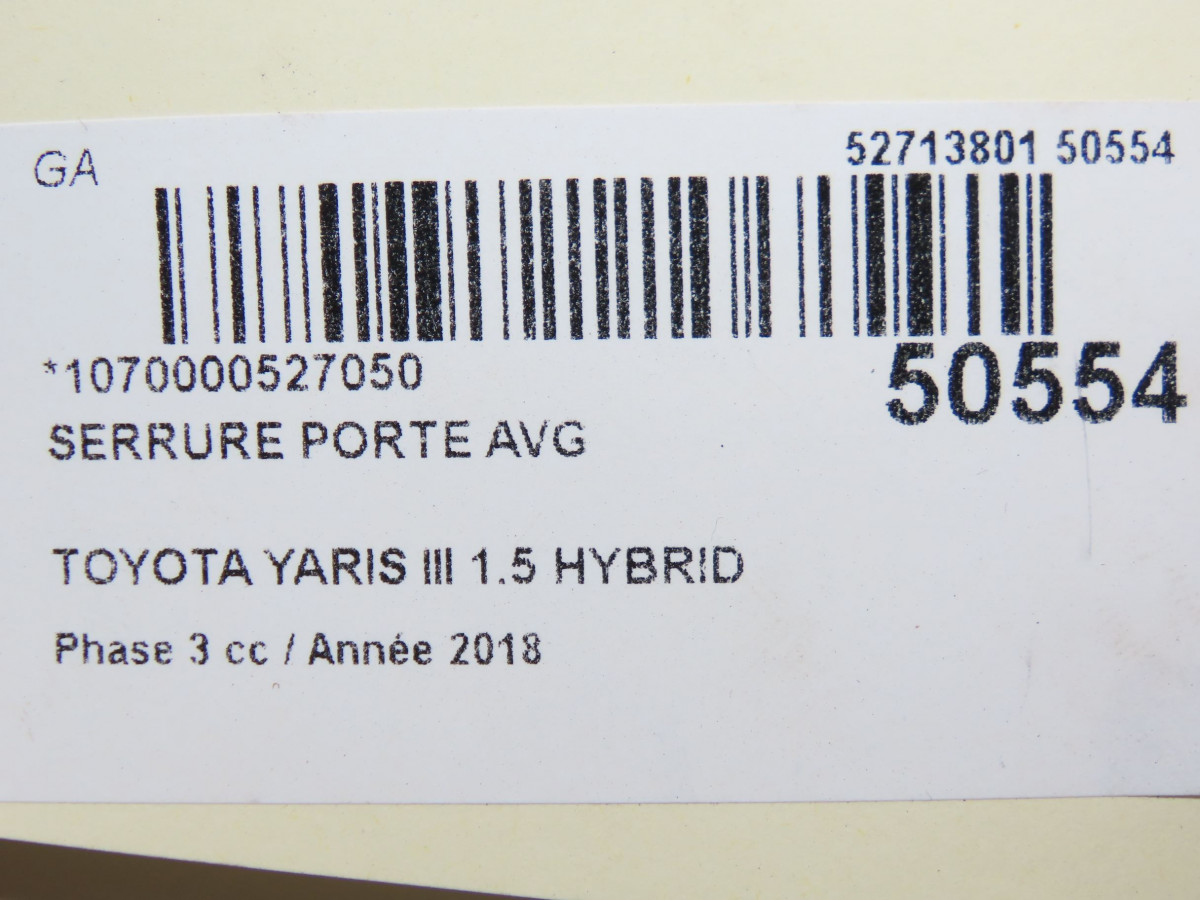 GA
52713801 50554
*1070000527050
50554
SERRURE PORTE AVG
TOYOTA YARIS III 1.5 HYBRID
Phase 3 cc / Année 2018